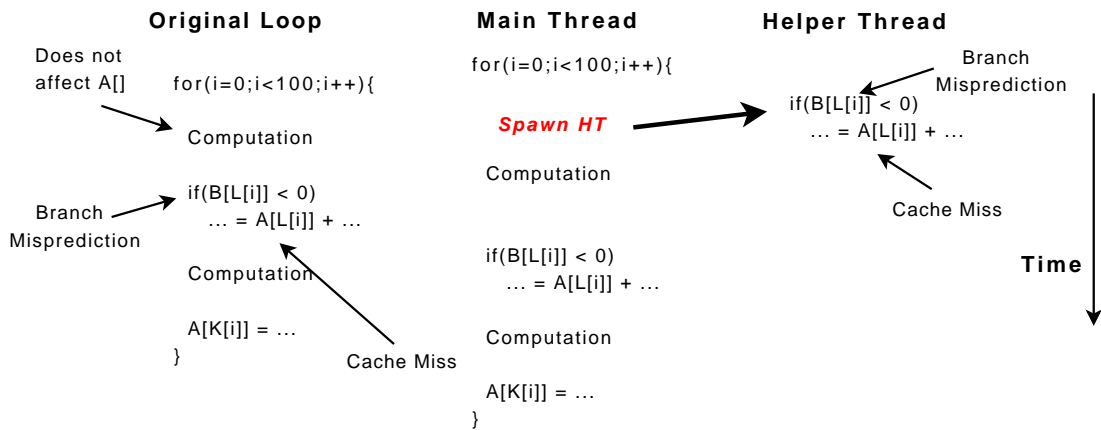 Original Loop
Does not
affect A[]
for(i=0;i<100;i++){
Computation
if(B[L[i]] < 0)
... = A[L[i]] + ...
Branch
Misprediction
Computation
A[K[i]] = ...
}
Cache Miss
Main Thread
for(i=0;i<100;i++){
Spawn HT
Computation
if(B[L[i]] < 0)
... = A[L[i]] + ...
Computation
A[K[i]] = ...
}
Helper Thread
Branch
Misprediction
if(B[L[i]] < 0)
... = A[L[i]] + ...
Cache Miss
Time